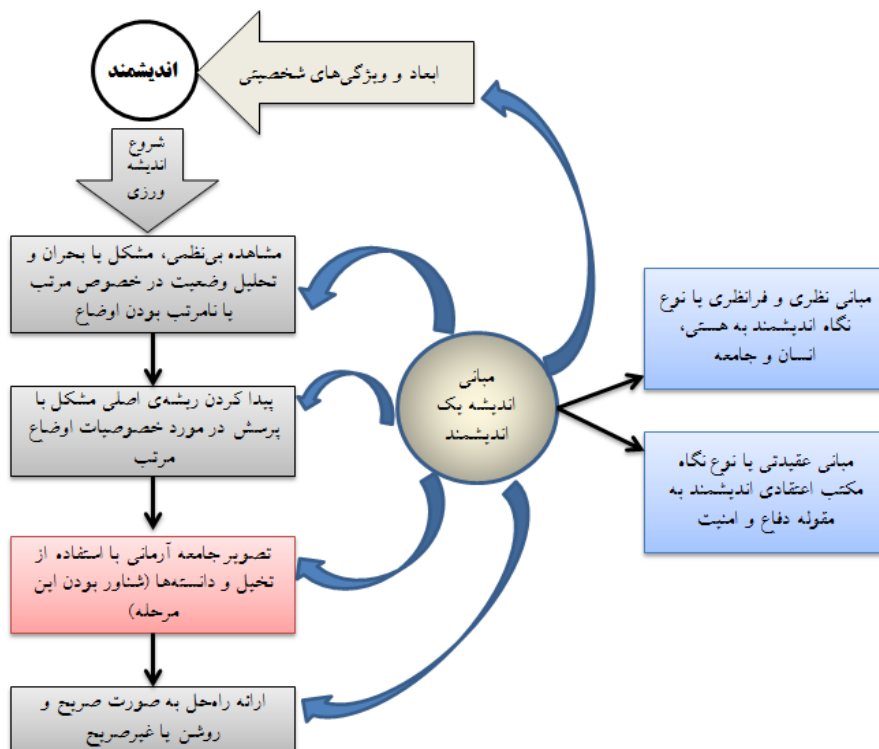 اندیشمند
ابعاد و ویژگی‌های شخصیتی
شروع
اندیشه
ورزی
مشاهده بی‌نظمی، مشکل یا بحران و
تحلیل وضعیت در خصوص مرتب
یا نامرتب بودن اوضاع
پیدا کردن ریشه‌ی اصلی مشکل با
پرسش در مورد خصوصیات اوضاع
مرتب
تصویر جامعه آرمانی با استفاده از
تخیل و دانسته‌ها (شناور بودن این
مرحله)
ارائه راه‌حل به صورت صریح و
روشن یا غیرصریح
مبانی
اندیشه یک
اندیشمند
مبانی نظری و فرانظری یا نوع
نگاه اندیشمند به هستی،
انسان و جامعه
مبانی عقیدتی یا نوع نگاه
مکتب اعتقادی اندیشمند به
مقوله دفاع و امنیت